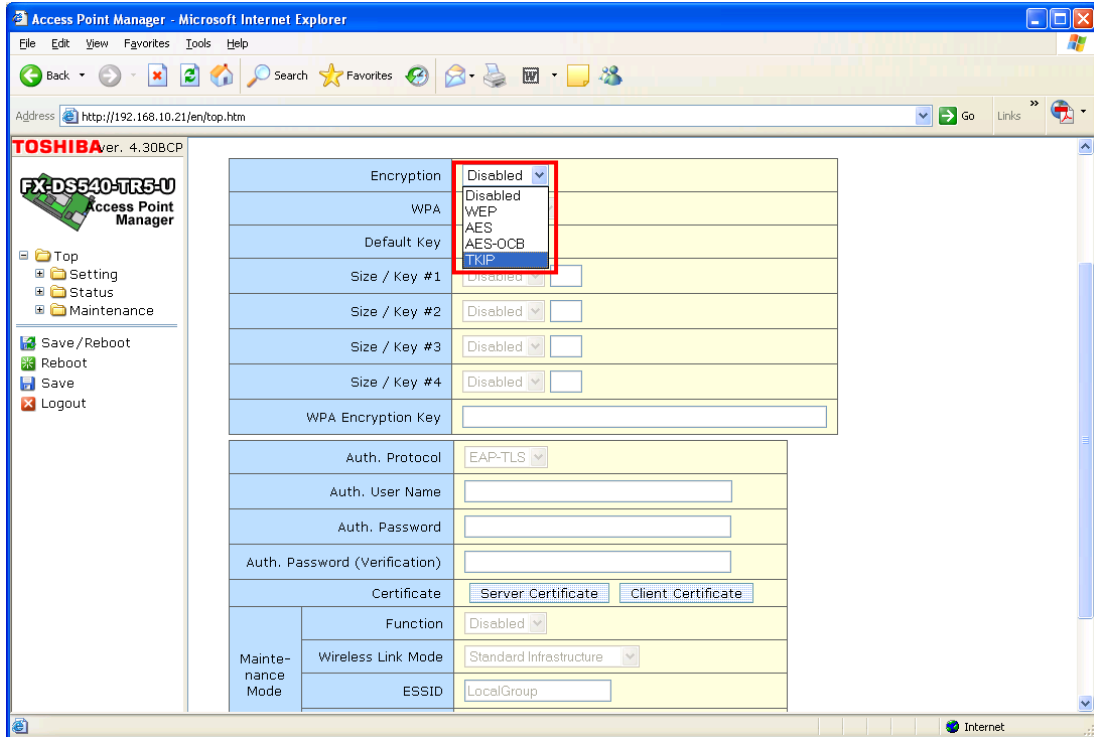 Access Point Manager - Microsoft Internet Explorer
File Edit View Favorites Tools Help
Back Search Favorites
Address http://192.168.10.21/en/top.htm Go Links »
TOSHIBA ver. 4.30BCP
FX-DS540-TR5-U
Access Point
Manager
Top
Setting
Status
Maintenance
Save/Reboot
Reboot
Save
Logout
Encryption Disabled
Disabled
WEP
AES
AES-OCB
TKIP
WPA
Default Key
Size / Key #1 Disabled
Size / Key #2 Disabled
Size / Key #3 Disabled
Size / Key #4 Disabled
WPA Encryption Key
Auth. Protocol EAP-TLS
Auth. User Name
Auth. Password
Auth. Password (Verification)
Certificate Server Certificate Client Certificate
Mainte-
nance
Mode
Function Disabled
Wireless Link Mode Standard Infrastructure
ESSID LocalGroup
Internet